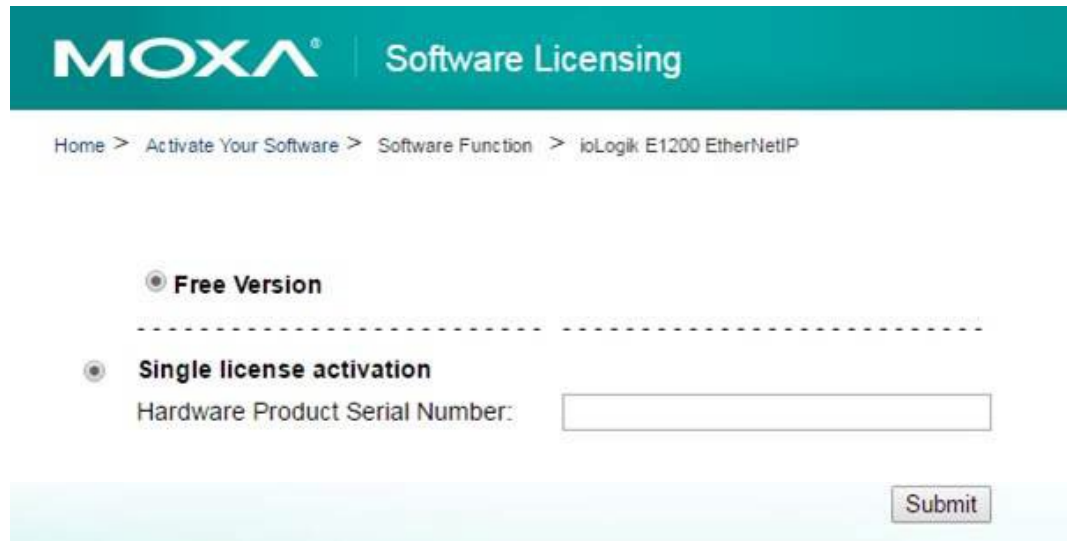 MOXA® Software Licensing
Home > Activate Your Software > Software Function > ioLogik E1200 EtherNetIP
Free Version
Single license activation
Hardware Product Serial Number:
Submit